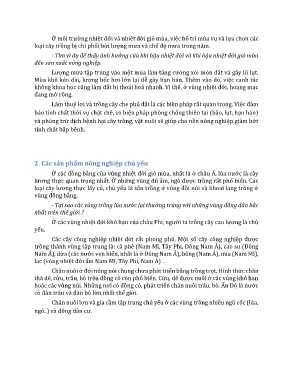 Ở môi trường nhiệt đới và nhiệt đới gió mùa, việc bố trí mùa vụ và lựa chọn các
loại cây trồng bị chi phối bởi lượng mưa và chế độ mưa trong năm.
- Tìm ví dụ để thấy ảnh hưởng của khí hậu nhiệt đới và khí hậu nhiệt đới gió mùa
đến sản xuất nông nghiệp.
Lượng mưa tập trung vào một mùa làm tăng cường xói mòn đất và gây lũ lụt.
Mùa khô kéo dài, lượng bốc hơi lớn lại dễ gây hạn hán. Thêm vào đó, việc canh tác
không khoa học cũng làm đất bị thoái hoá nhanh. Vì thế, ở vùng nhiệt đới, hoang mạc
đang mở rộng.
Làm thuỷ lợi và trồng cây che phủ đất là các biện pháp rất quan trọng. Việc đảm
bảo tính chất thời vụ chặt chẽ, có biện pháp phòng chống thiên tai (bão, lụt, hạn hán)
và phòng trừ dịch bệnh hại cây trồng, vật nuôi sẽ giúp cho nền nông nghiệp giảm bớt
tính chất bấp bênh.
2. Các sản phẩm nông nghiệp chủ yếu
Ở các đồng bằng của vùng nhiệt đới gió mùa, nhất là ở châu Á, lúa nước là cây
lương thực quan trọng nhất. Ở những vùng đồi ấm, ngô được trồng rất phổ biến. Các
loại cây lương thực lấy củ, chủ yếu là sắn trồng ở vùng đồi núi và khoai lang trồng ở
vùng đồng bằng.
- Tại sao các vùng trồng lúa nước lại thường trùng với những vùng đông dân bậc
nhất trên thế giới ?
Ở các vùng nhiệt đới khô hạn của châu Phi, người ta trồng cây cao lương là chủ
yếu.
Các cây công nghiệp nhiệt đới rất phong phú. Một số cây công nghiệp được
trồng thành vùng tập trung là: cà phê (Nam Mĩ, Tây Phi, Đông Nam Á), cao su (Đông
Nam Á), dừa (các nước ven biển, nhất là ở Đông Nam Á), bông (Nam Á), mía (Nam Mĩ),
lạc (vùng nhiệt đới ẩm Nam Mĩ, Tây Phi, Nam Á)...
Chăn nuôi ở đới nóng nói chung chưa phát triển bằng trồng trọt. Hình thức chăn
thả dê, cừu, trâu, bò trên đồng cỏ còn phổ biến. Cừu, dê được nuôi ở các vùng khô hạn
hoặc các vùng núi. Những nơi có đồng cỏ, phát triển chăn nuôi trâu, bò. Ấn Độ là nước
có đàn trâu và đàn bò lớn nhất thế giới.
Chăn nuôi lợn và gia cầm tập trung chủ yếu ở các vùng trồng nhiều ngũ cốc (lúa,
ngô..) và đông dân cư.